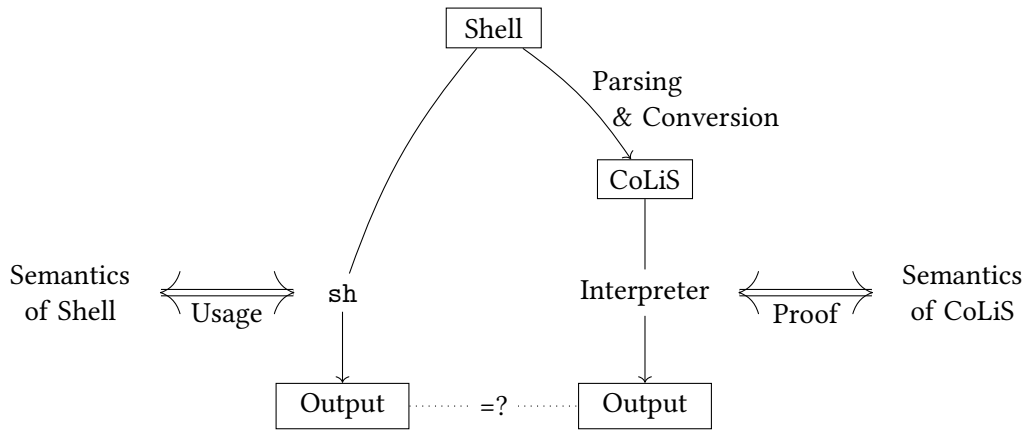 Shell
Parsing
& Conversion
CoLiS
Semantics
of Shell
Usage
sh
Interpreter
Proof
Semantics
of CoLiS
Output
=?
Output